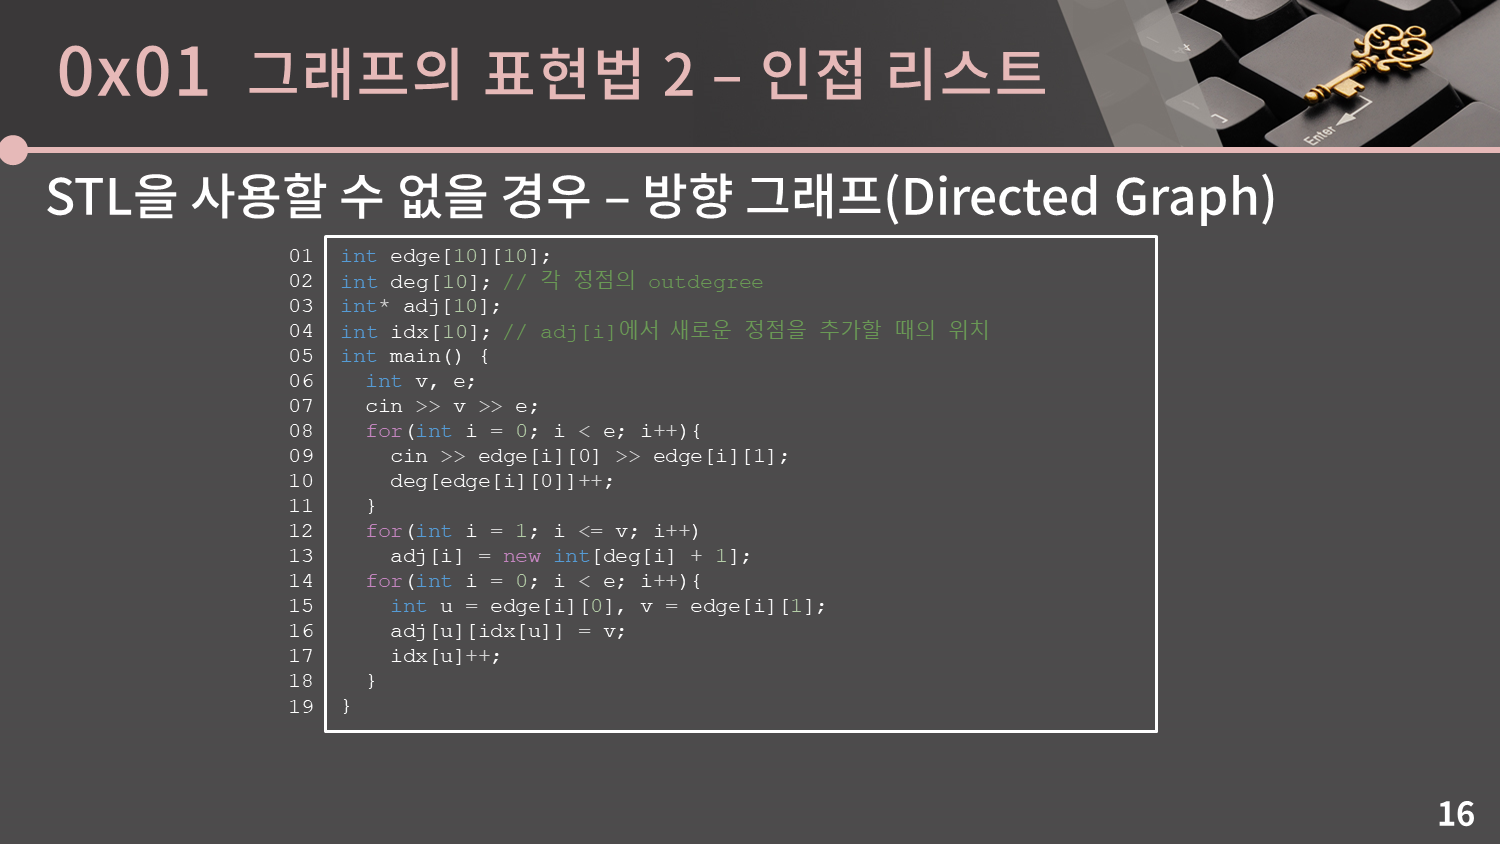 0x01 그래프의 표현법 2 – 인접 리스트
Enter
STL을 사용할 수 없을 경우 – 방향 그래프(Directed Graph)
01 int edge[10][10];
02 int deg[10]; // 각 정점의 outdegree
03 int* adj[10];
04 int idx[10]; // adj[i]에서 새로운 정점을 추가할 때의 위치
05 int main() {
06   int v, e;
07   cin >> v >> e;
08   for(int i = 0; i < e; i++){
09     cin >> edge[i][0] >> edge[i][1];
10     deg[edge[i][0]]++;
11   }
12   for(int i = 1; i <= v; i++)
13     adj[i] = new int[deg[i] + 1];
14   for(int i = 0; i < e; i++){
15     int u = edge[i][0], v = edge[i][1];
16     adj[u][idx[u]] = v;
17     idx[u]++;
18   }
19 }
16